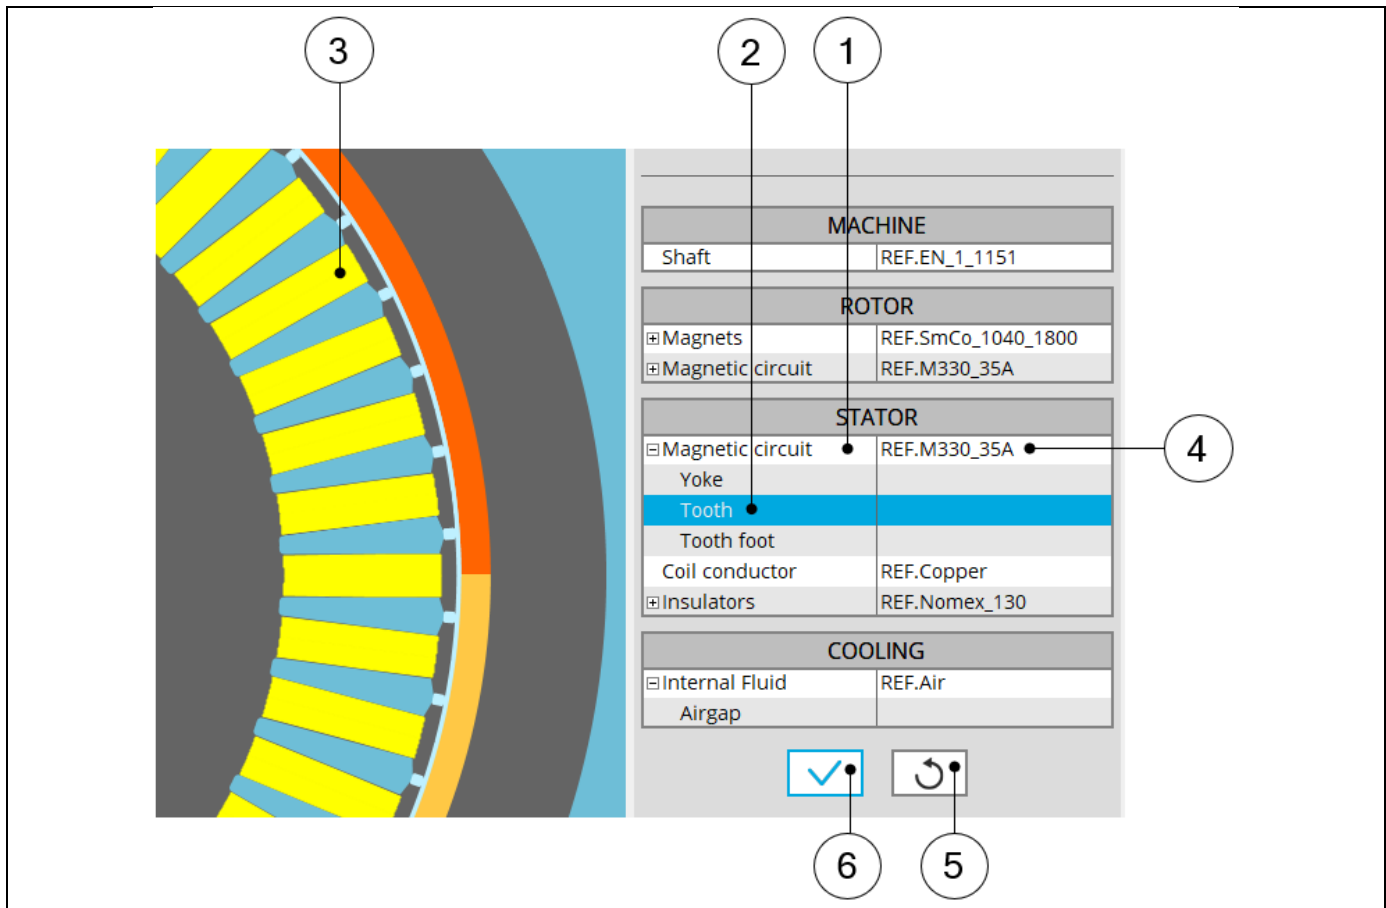 3
2
1
MACHINE
Shaft REF.EN_1_1151
ROTOR
Magnets REF.SmCo_1040_1800
Magnetic circuit REF.M330_35A
STATOR
Magnetic circuit REF.M330_35A
4
Yoke
Tooth
Tooth foot
Coil conductor REF.Copper
Insulators REF.Nomex_130
COOLING
Internal Fluid REF.Air
Airgap
6
5